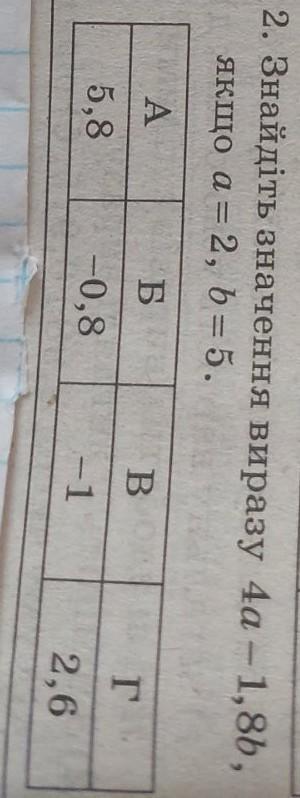 2. Знайдіть значення виразу 4a – 1,8b,
якщо a = 2, b = 5.
А Б В Г
5,8 –0,8 –1 2,6